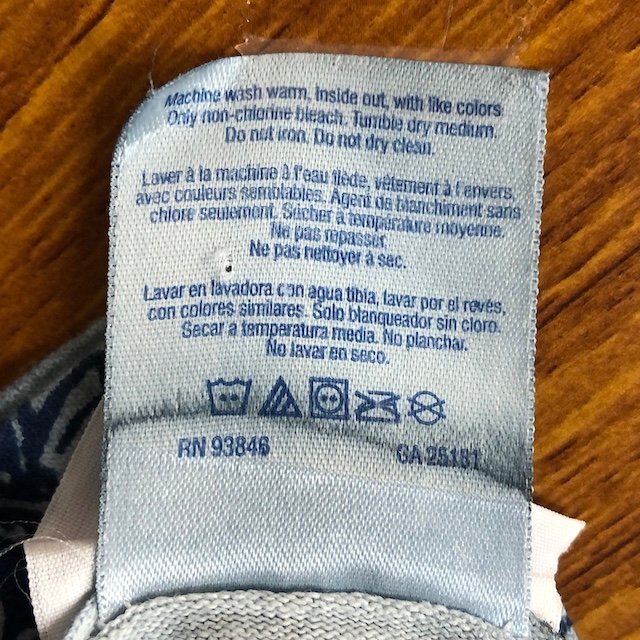 Machine wash warm, inside out, with like colors
Only non-chlorine bleach. Tumble dry medium.
Do not iron. Do not dry clean.
Laver à la machine à l'eau tiède, vêtement à l'envers,
avec couleurs semblables. Agent de blanchiment sans
chlore seulement. Sécher à température moyenne.
Ne pas repasser.
Ne pas nettoyer à sec.
Lavar en lavadora con agua tibia, lavar por el revés,
con colores similares. Solo blanqueador sin cloro.
Secar a temperatura media. No planchar.
No lavar en seco.
RN 93846 CA 25151